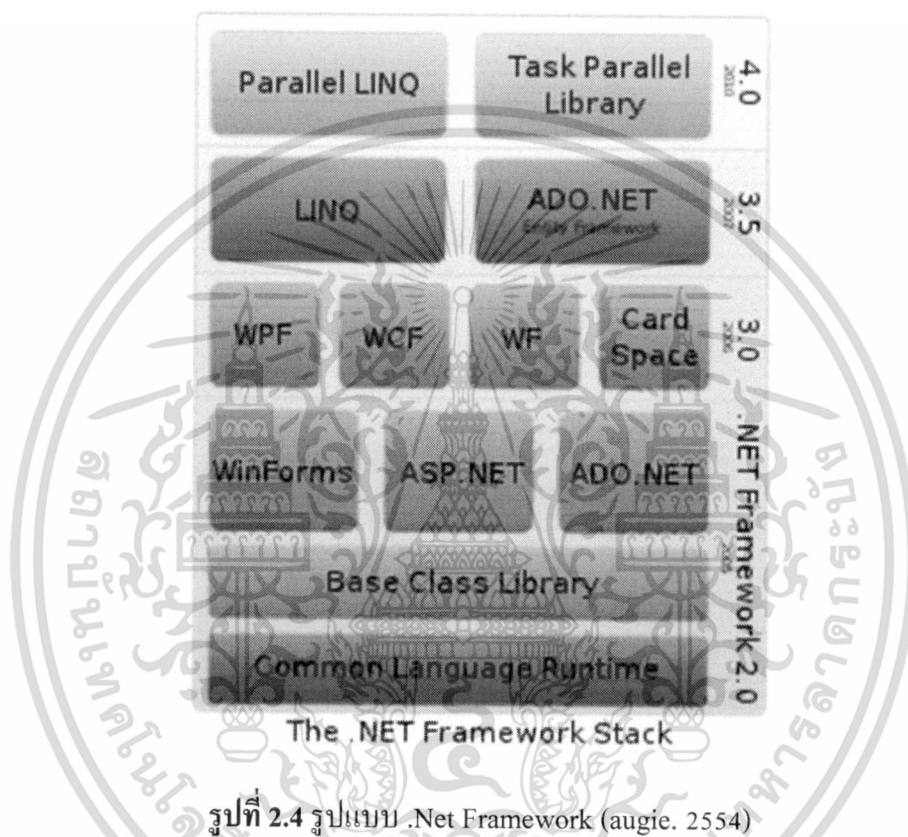 Parallel LINQ
Task Parallel
Library
4.0
2010
LINQ
ADO.NET
Entity Framework
3.5
2007
WPF
WCF
WF
Card
Space
3.0
2006
WinForms
ASP.NET
ADO.NET
Base Class Library
Common Language Runtime
.NET Framework 2.0
2005
The .NET Framework Stack
รูปที่ 2.4 รูปแบบ .Net Framework (augie. 2554)